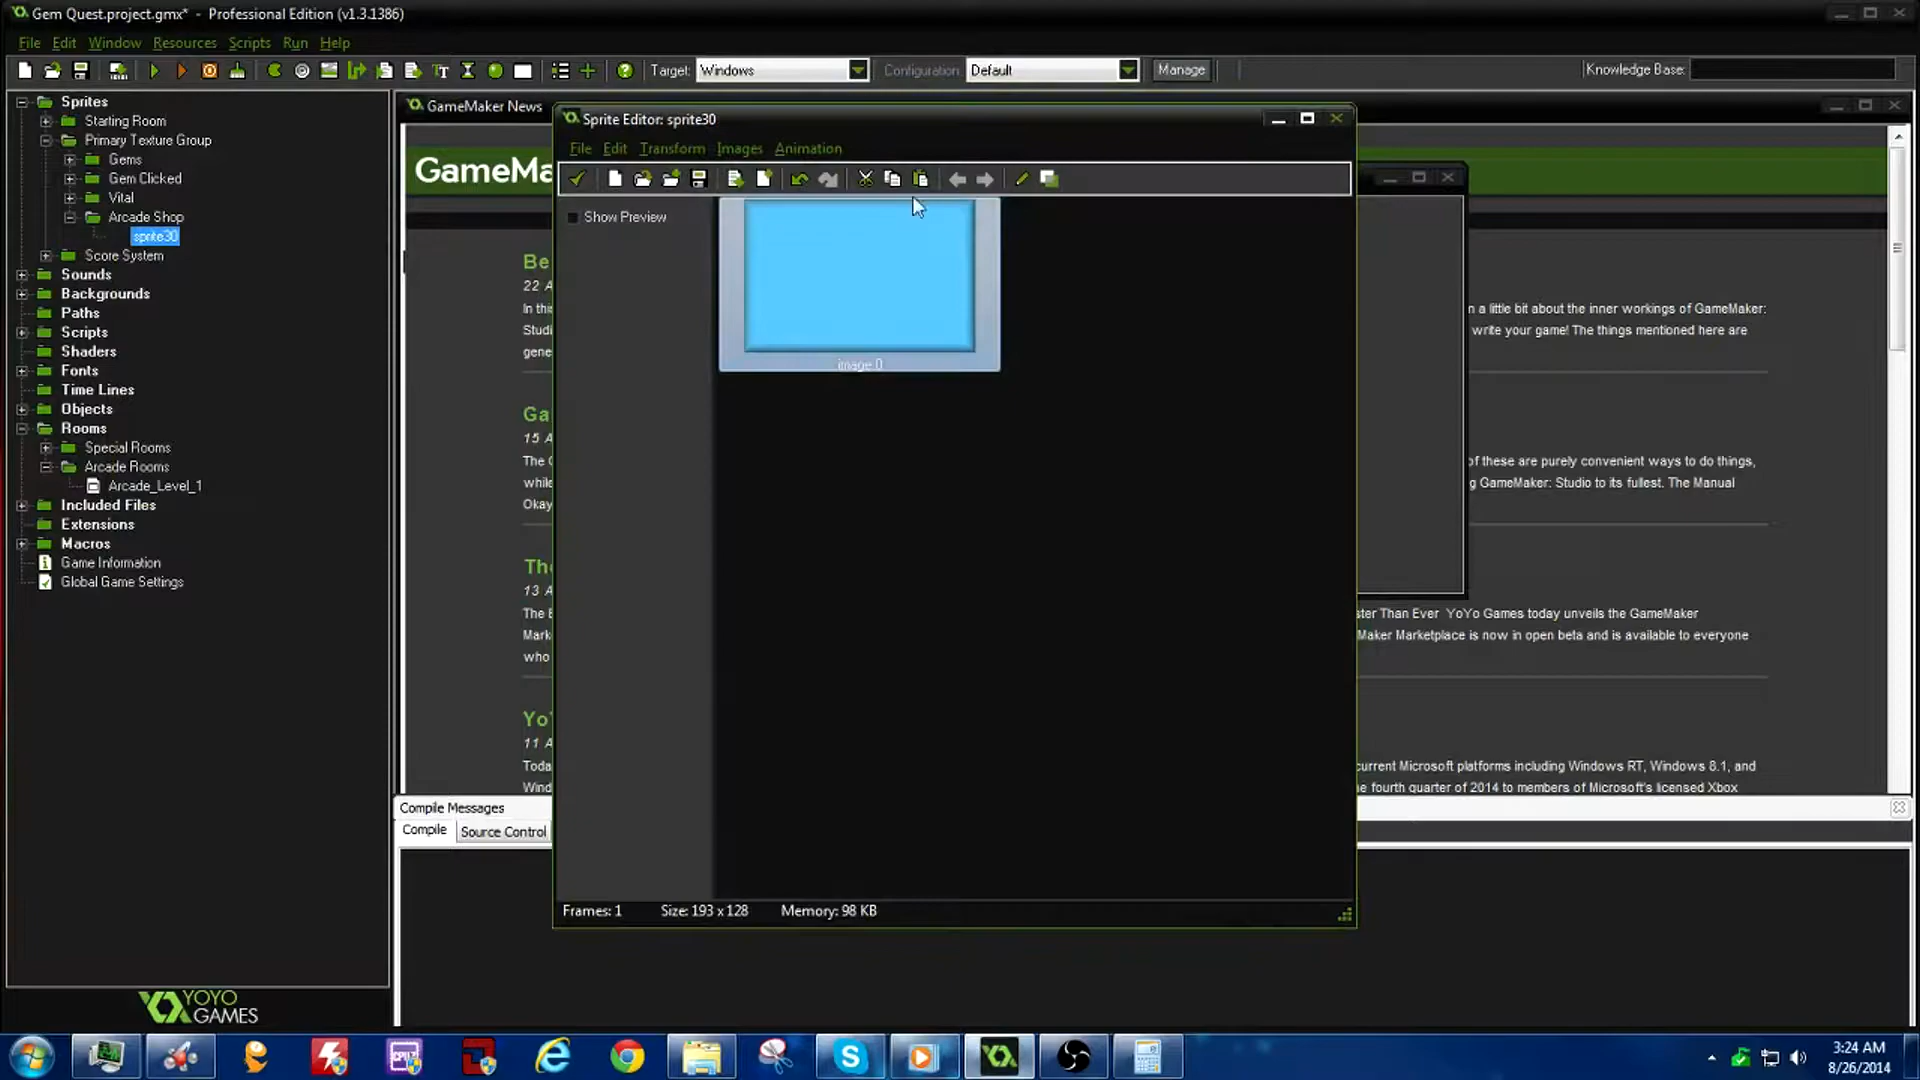 Gem Quest.project.gmx* - Professional Edition (v1.3.1386)
File Edit Window Resources Scripts Run Help
Target: Windows Configuration: Default Manage Knowledge Base:
Sprites
Starting Room
Primary Texture Group
Gems
Gem Clicked
Vital
Arcade Shop
sprite30
Score System
Sounds
Backgrounds
Paths
Scripts
Shaders
Fonts
Time Lines
Objects
Rooms
Special Rooms
Arcade Rooms
Arcade_Level_1
Included Files
Extensions
Macros
Game Information
Global Game Settings
YOYO
GAMES
GameMaker News
GameMa
Be
22 A
In this
Studi
gene
n a little bit about the inner workings of GameMaker:
write your game! The things mentioned here are
Ga
15 A
The G
while
Okay
of these are purely convenient ways to do things,
g GameMaker: Studio to its fullest. The Manual
The
13 A
The E
Mark
who
ster Than Ever YoYo Games today unveils the GameMaker
Maker Marketplace is now in open beta and is available to everyone
Yo
11 A
Toda
Wind
current Microsoft platforms including Windows RT, Windows 8.1, and
e fourth quarter of 2014 to members of Microsoft's licensed Xbox
Sprite Editor: sprite30
File Edit Transform Images Animation
Show Preview
image 0
Frames: 1 Size: 193 x 128 Memory: 98 KB
Compile Messages
Compile Source Control
3:24 AM
8/26/2014